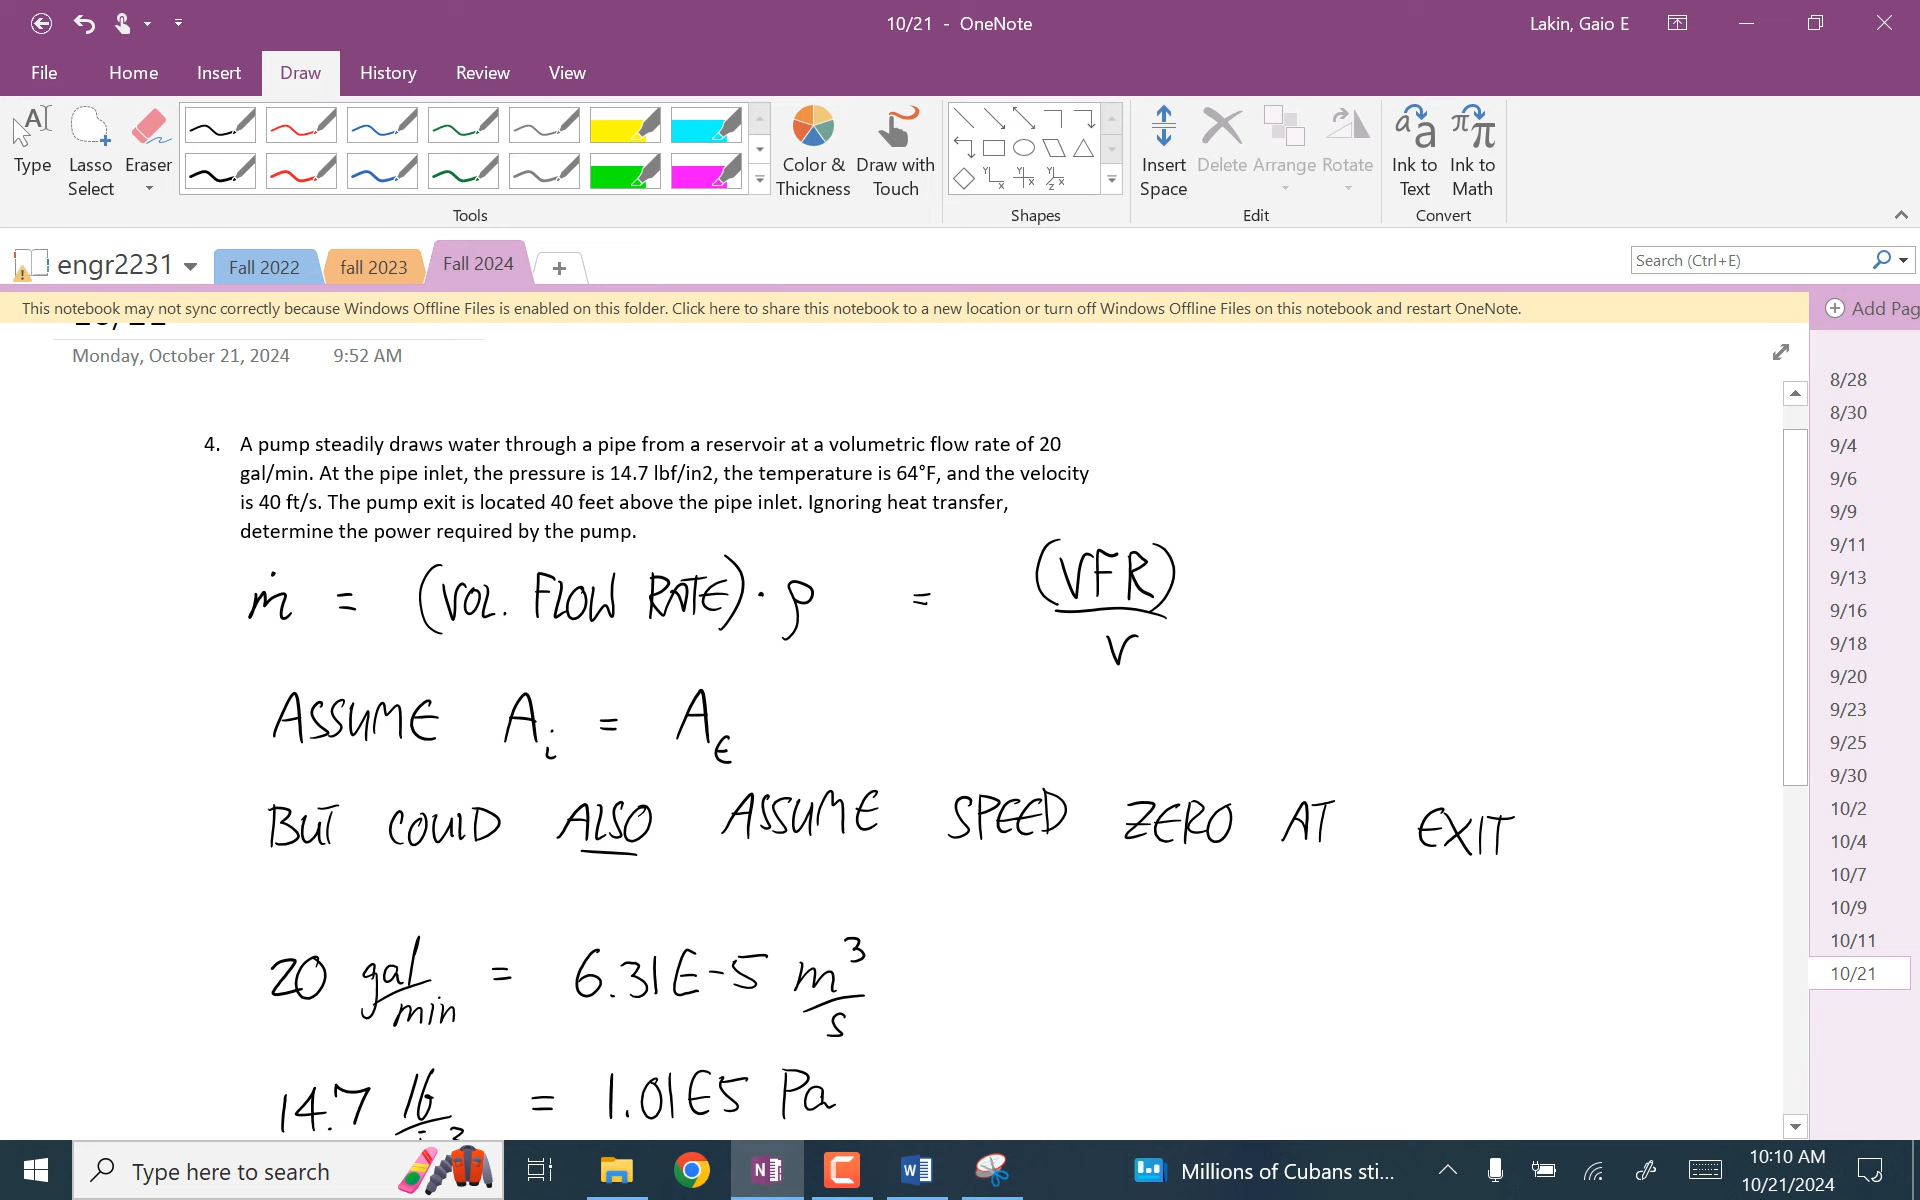 10/21 - OneNote
Lakin, Gaio E
File Home Insert Draw History Review View
Type
Lasso Select
Eraser
Color & Thickness
Draw with Touch
Insert Space
Delete Arrange Rotate
Ink to Text
Ink to Math
Tools Shapes Edit Convert
engr2231 Fall 2022 fall 2023 Fall 2024
Search (Ctrl+E)
This notebook may not sync correctly because Windows Offline Files is enabled on this folder. Click here to share this notebook to a new location or turn off Windows Offline Files on this notebook and restart OneNote.
Add Pag
10/21
Monday, October 21, 2024 9:52 AM
4. A pump steadily draws water through a pipe from a reservoir at a volumetric flow rate of 20
gal/min. At the pipe inlet, the pressure is 14.7 lbf/in2, the temperature is 64°F, and the velocity
is 40 ft/s. The pump exit is located 40 feet above the pipe inlet. Ignoring heat transfer,
determine the power required by the pump.
ṁ = (VOL. FLOW RATE) · ρ = (VFR) / v
ASSUME A_i = A_E
BUT COULD ALSO ASSUME SPEED ZERO AT EXIT
20 gal/min = 6.31E-5 m³/s
14.7 lb = 1.01E5 Pa
8/28
8/30
9/4
9/6
9/9
9/11
9/13
9/16
9/18
9/20
9/23
9/25
9/30
10/2
10/4
10/7
10/9
10/11
10/21
Type here to search
Millions of Cubans sti...
10:10 AM
10/21/2024